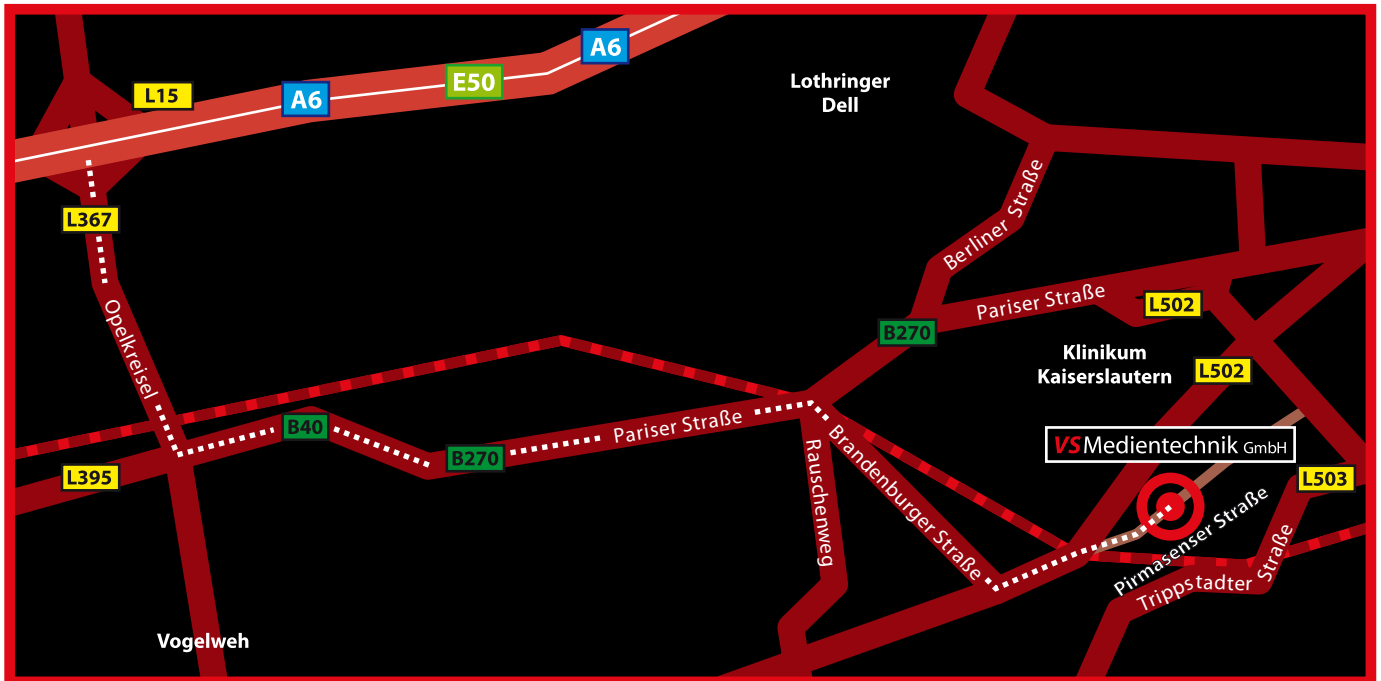 A6
E50
Lothringer
Dell
L15
A6
Berliner Straße
L367
Pariser Straße
L502
B270
Opelkreisel
Klinikum
Kaiserslautern
L502
Pariser Straße
B40
B270
Rauschenweg
Brandenburger Straße
VS Medientechnik GmbH
L395
L503
Pirmasenser Straße
Trippstadter Straße
Vogelweh